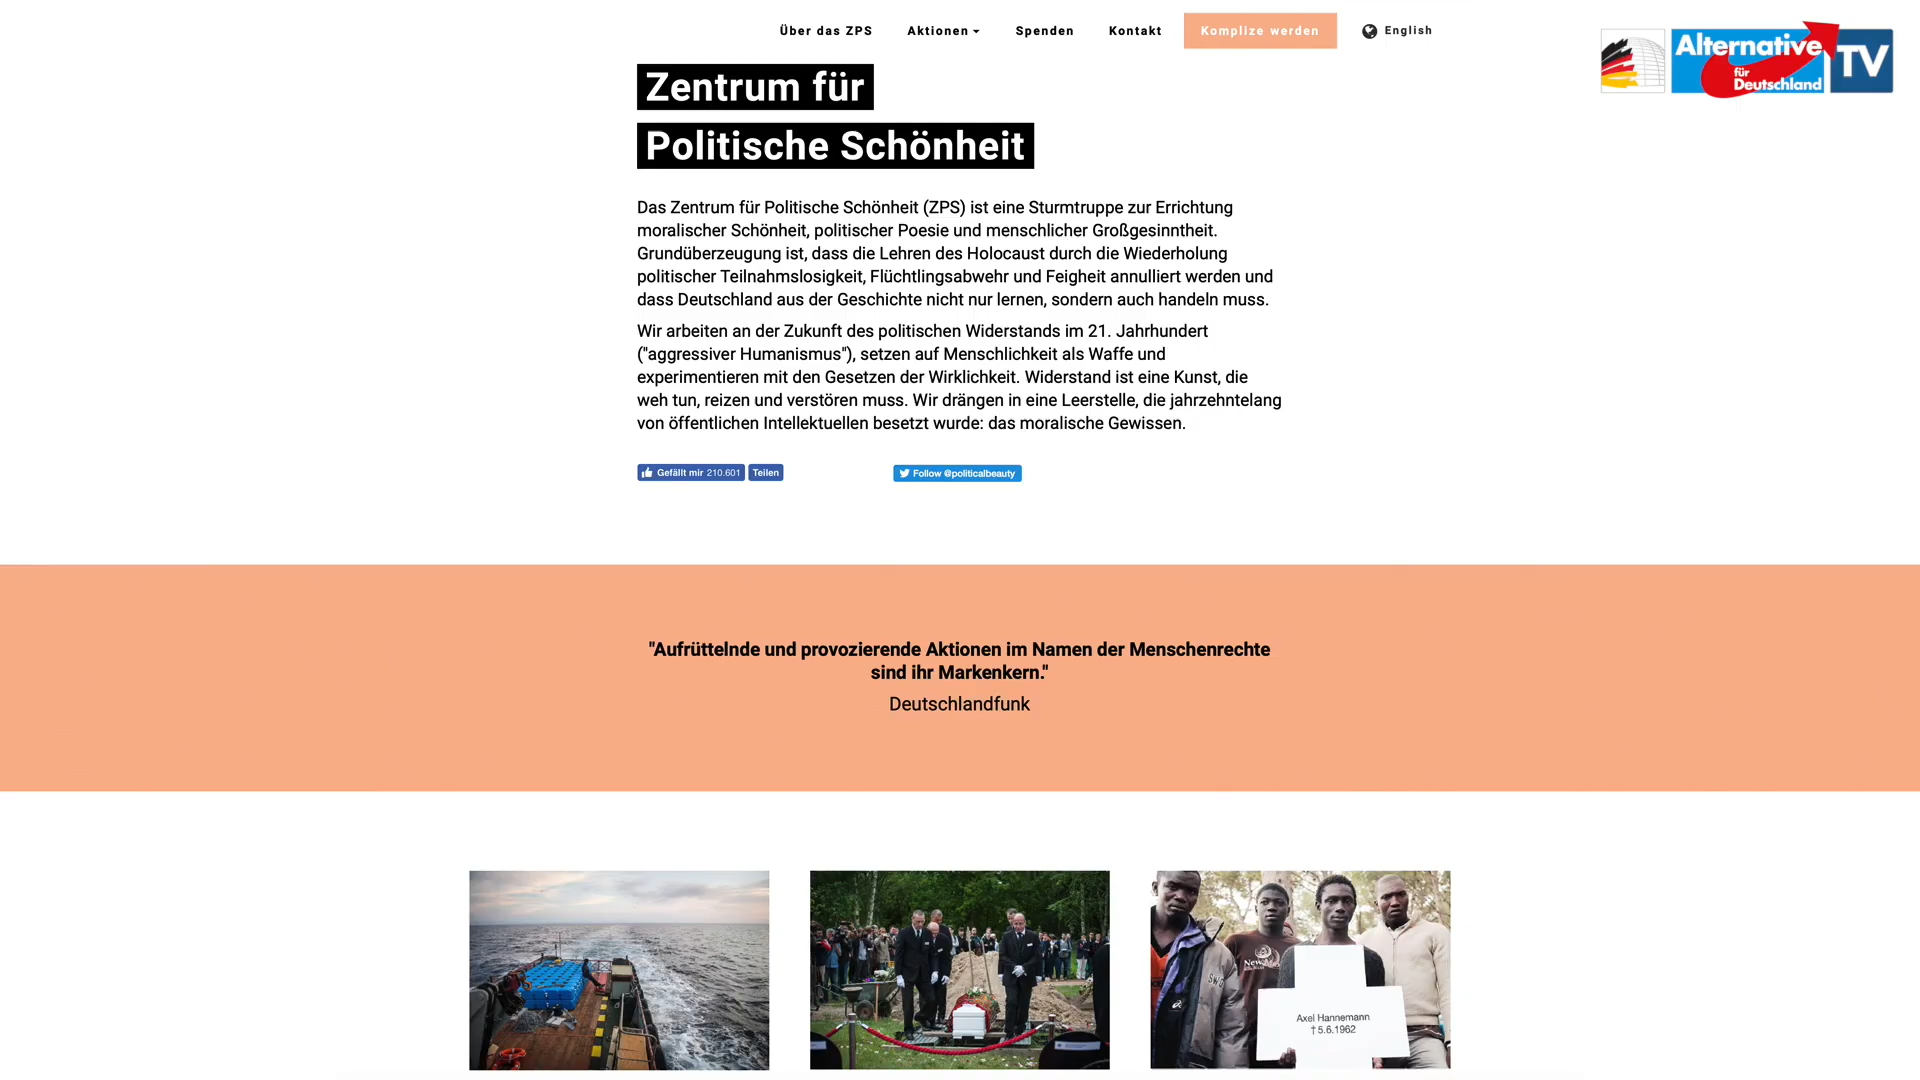 Über das ZPS
Aktionen
Spenden
Kontakt
Komplize werden
English
Alternative
für
Deutschland
TV
Zentrum für
Politische Schönheit
Das Zentrum für Politische Schönheit (ZPS) ist eine Sturmtruppe zur Errichtung
moralischer Schönheit, politischer Poesie und menschlicher Großgesinntheit.
Grundüberzeugung ist, dass die Lehren des Holocaust durch die Wiederholung
politischer Teilnahmslosigkeit, Flüchtlingsabwehr und Feigheit annulliert werden und
dass Deutschland aus der Geschichte nicht nur lernen, sondern auch handeln muss.
Wir arbeiten an der Zukunft des politischen Widerstands im 21. Jahrhundert
("aggressiver Humanismus"), setzen auf Menschlichkeit als Waffe und
experimentieren mit den Gesetzen der Wirklichkeit. Widerstand ist eine Kunst, die
weh tun, reizen und verstören muss. Wir drängen in eine Leerstelle, die jahrzehntelang
von öffentlichen Intellektuellen besetzt wurde: das moralische Gewissen.
Gefällt mir 210.601
Teilen
Follow @politicalbeauty
"Aufrüttelnde und provozierende Aktionen im Namen der Menschenrechte
sind ihr Markenkern."
Deutschlandfunk
Axel Hannemann
† 5.6.1962